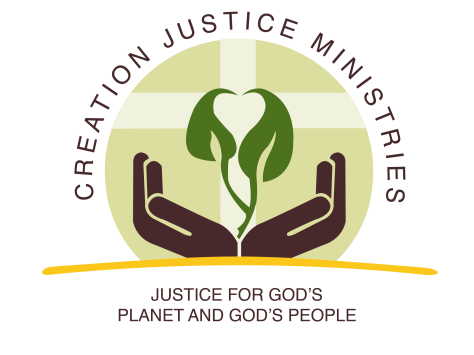 CREATION JUSTICE MINISTRIES
JUSTICE FOR GOD'S
PLANET AND GOD'S PEOPLE